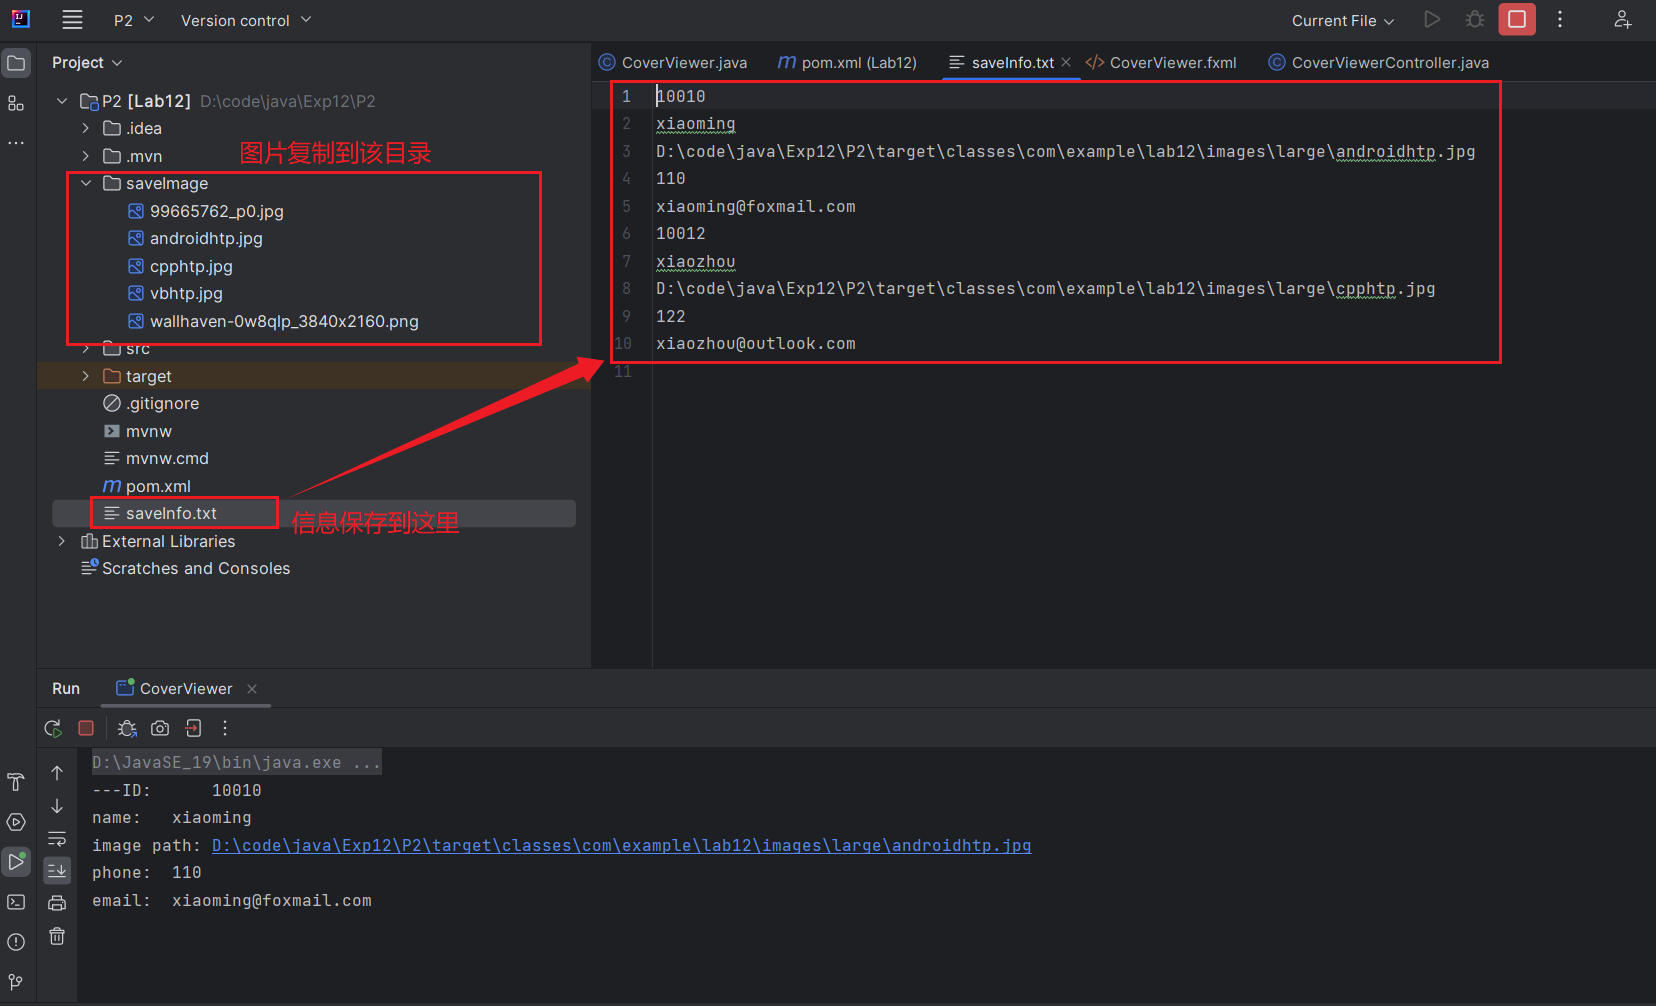 P2
Version control
Current File
Project
CoverViewer.java
pom.xml (Lab12)
saveInfo.txt
CoverViewer.fxml
CoverViewerController.java
P2 [Lab12] D:\code\java\Exp12\P2
.idea
.mvn
图片复制到该目录
saveImage
99665762_p0.jpg
androidhtp.jpg
cpphtp.jpg
vbhtp.jpg
wallhaven-0w8qlp_3840x2160.png
src
target
.gitignore
mvnw
mvnw.cmd
pom.xml
saveInfo.txt
信息保存到这里
External Libraries
Scratches and Consoles
1 10010
2 xiaoming
3 D:\code\java\Exp12\P2\target\classes\com\example\lab12\images\large\androidhtp.jpg
4 110
5 xiaoming@foxmail.com
6 10012
7 xiaozhou
8 D:\code\java\Exp12\P2\target\classes\com\example\lab12\images\large\cpphtp.jpg
9 122
10 xiaozhou@outlook.com
11
Run
CoverViewer
D:\JavaSE_19\bin\java.exe ...
---ID: 10010
name: xiaoming
image path: D:\code\java\Exp12\P2\target\classes\com\example\lab12\images\large\androidhtp.jpg
phone: 110
email: xiaoming@foxmail.com